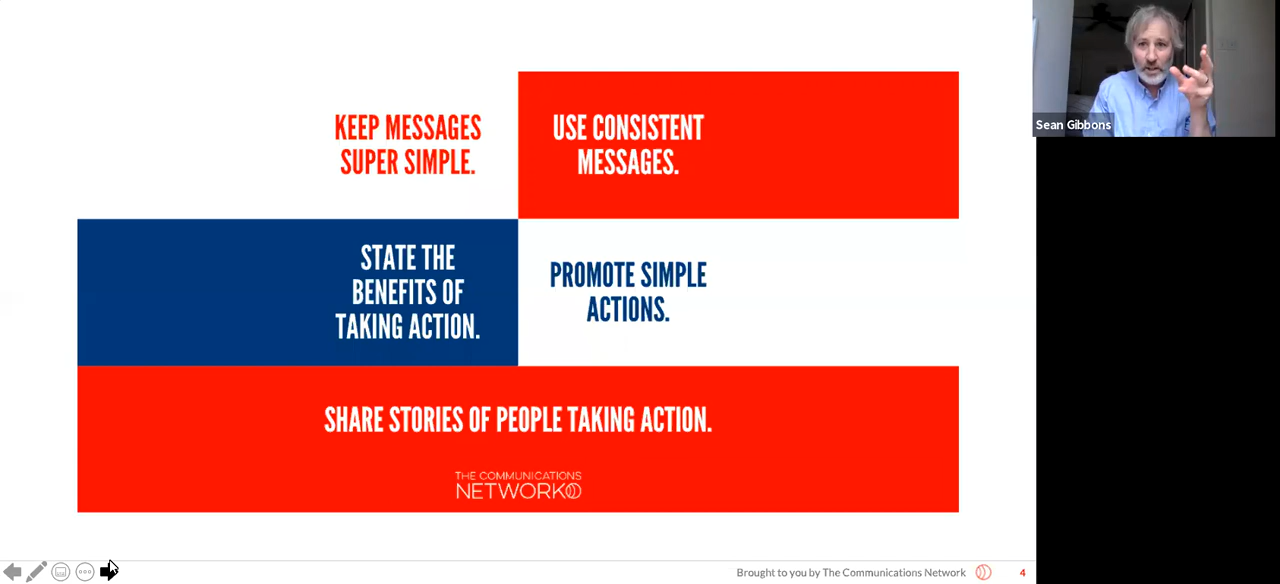 KEEP MESSAGES
SUPER SIMPLE.
USE CONSISTENT
MESSAGES.
STATE THE
BENEFITS OF
TAKING ACTION.
PROMOTE SIMPLE
ACTIONS.
SHARE STORIES OF PEOPLE TAKING ACTION.
THE COMMUNICATIONS
NETWORK
Sean Gibbons
Brought to you by The Communications Network
4